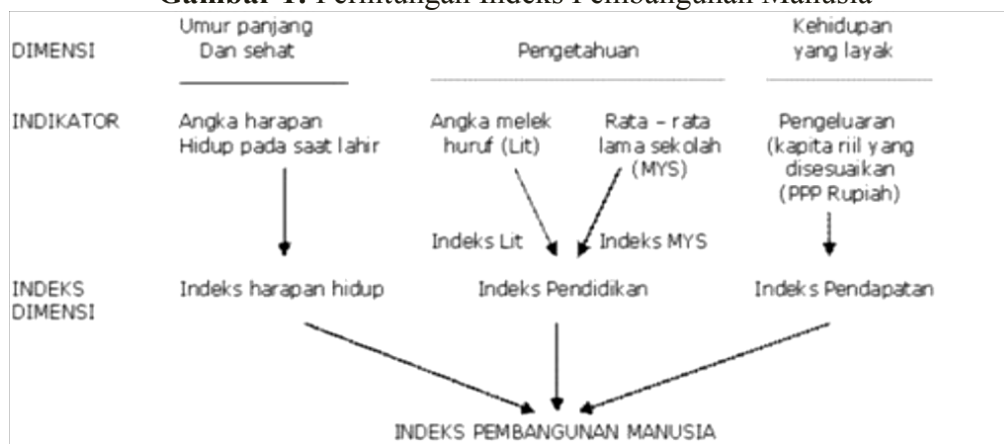 Gambar 1. Perhitungan Indeks Pembangunan Manusia
DIMENSI
Umur panjang
Dan sehat
Pengetahuan
Kehidupan
yang layak
INDIKATOR
Angka harapan
Hidup pada saat lahir
Angka melek
huruf (Lit)
Rata – rata
lama sekolah
(MYS)
Pengeluaran
(kapita riil yang
disesuaikan
(PPP Rupiah)
Indeks Lit
Indeks MYS
INDEKS
DIMENSI
Indeks harapan hidup
Indeks Pendidikan
Indeks Pendapatan
INDEKS PEMBANGUNAN MANUSIA